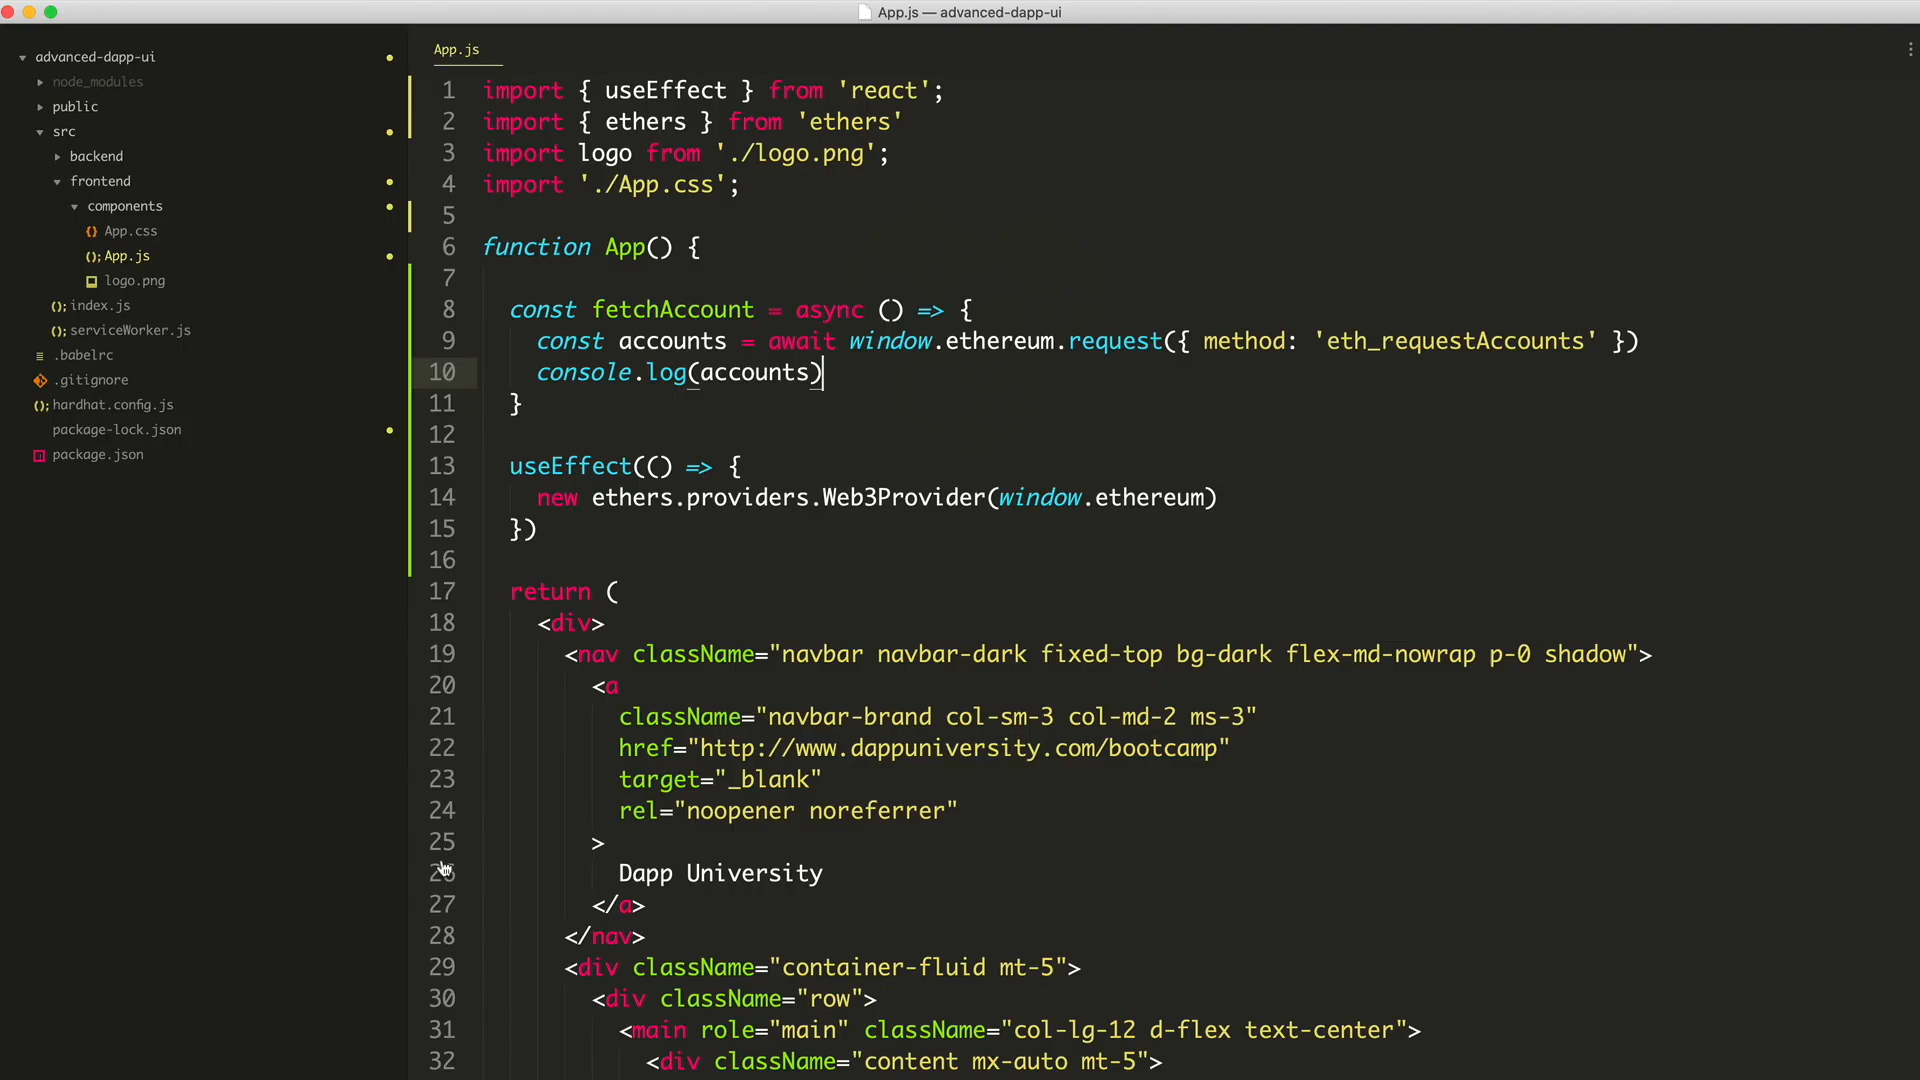 App.js — advanced-dapp-ui
advanced-dapp-ui
node_modules
public
src
backend
frontend
components
App.css
App.js
logo.png
index.js
serviceWorker.js
.babelrc
.gitignore
hardhat.config.js
package-lock.json
package.json
App.js
1 import { useEffect } from 'react';
2 import { ethers } from 'ethers'
3 import logo from './logo.png';
4 import './App.css';
5
6 function App() {
7
8 const fetchAccount = async () => {
9 const accounts = await window.ethereum.request({ method: 'eth_requestAccounts' })
10 console.log(accounts)
11 }
12
13 useEffect(() => {
14 new ethers.providers.Web3Provider(window.ethereum)
15 })
16
17 return (
18 <div>
19 <nav className="navbar navbar-dark fixed-top bg-dark flex-md-nowrap p-0 shadow">
20 <a
21 className="navbar-brand col-sm-3 col-md-2 ms-3"
22 href="http://www.dappuniversity.com/bootcamp"
23 target="_blank"
24 rel="noopener noreferrer"
25 >
26 Dapp University
27 </a>
28 </nav>
29 <div className="container-fluid mt-5">
30 <div className="row">
31 <main role="main" className="col-lg-12 d-flex text-center">
32 <div className="content mx-auto mt-5">